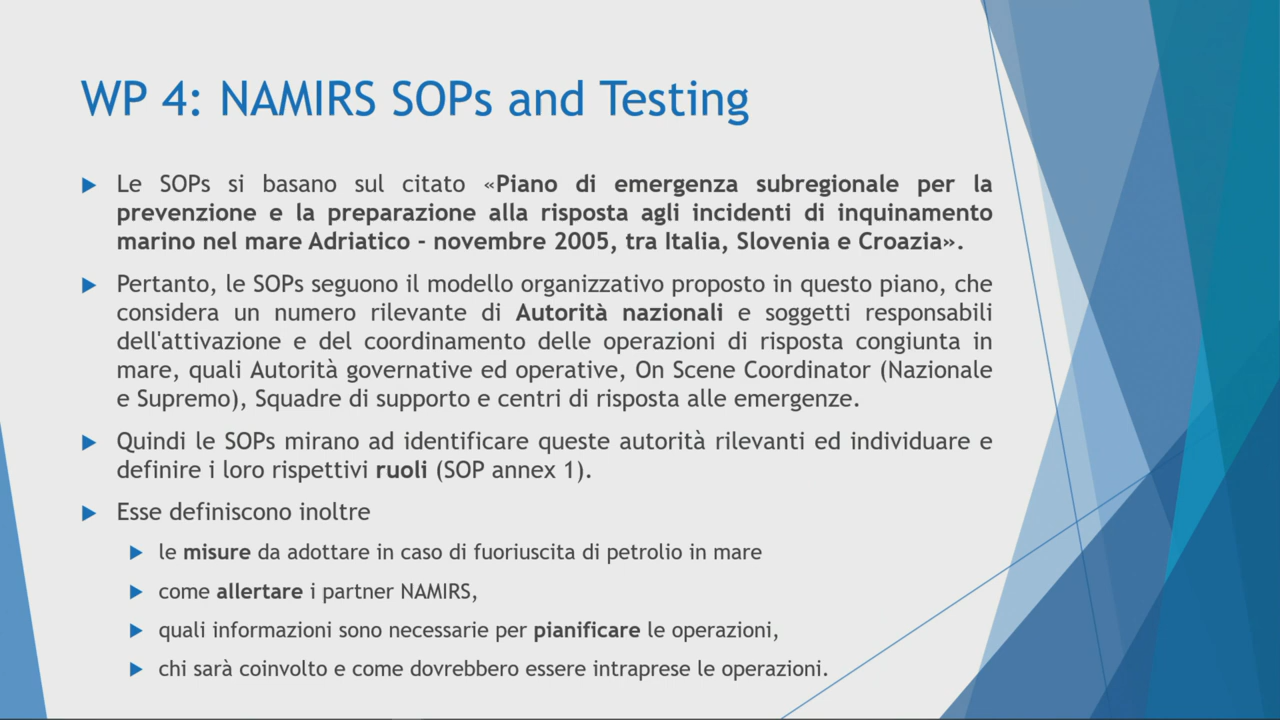 WP 4: NAMIRS SOPs and Testing
Le SOPs si basano sul citato «Piano di emergenza subregionale per la
prevenzione e la preparazione alla risposta agli incidenti di inquinamento
marino nel mare Adriatico - novembre 2005, tra Italia, Slovenia e Croazia».
Pertanto, le SOPs seguono il modello organizzativo proposto in questo piano, che
considera un numero rilevante di Autorità nazionali e soggetti responsabili
dell'attivazione e del coordinamento delle operazioni di risposta congiunta in
mare, quali Autorità governative ed operative, On Scene Coordinator (Nazionale
e Supremo), Squadre di supporto e centri di risposta alle emergenze.
Quindi le SOPs mirano ad identificare queste autorità rilevanti ed individuare e
definire i loro rispettivi ruoli (SOP annex 1).
Esse definiscono inoltre
le misure da adottare in caso di fuoriuscita di petrolio in mare
come allertare i partner NAMIRS,
quali informazioni sono necessarie per pianificare le operazioni,
chi sarà coinvolto e come dovrebbero essere intraprese le operazioni.